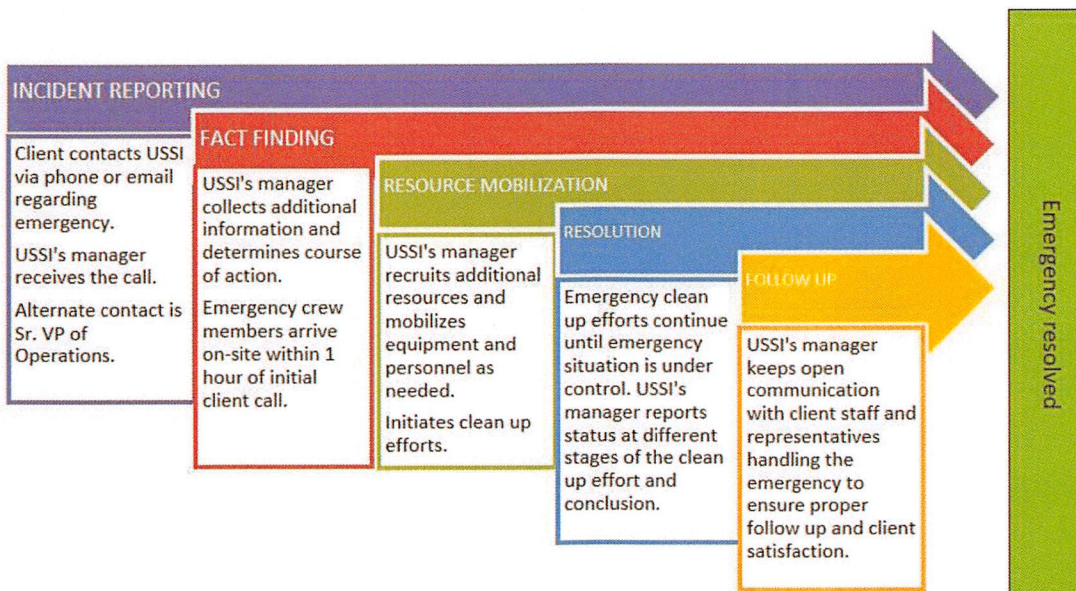 INCIDENT REPORTING
Client contacts USSI
via phone or email
regarding
emergency.
USSI's manager
receives the call.
Alternate contact is
Sr. VP of
Operations.
FACT FINDING
USSI's manager
collects additional
information and
determines course
of action.
Emergency crew
members arrive
on-site within 1
hour of initial
client call.
RESOURCE MOBILIZATION
USSI's manager
recruits additional
resources and
mobilizes
equipment and
personnel as
needed.
Initiates clean up
efforts.
RESOLUTION
Emergency clean
up efforts continue
until emergency
situation is under
control. USSI's
manager reports
status at different
stages of the clean
up effort and
conclusion.
FOLLOW UP
USSI's manager
keeps open
communication
with client staff and
representatives
handling the
emergency to
ensure proper
follow up and client
satisfaction.
Emergency resolved